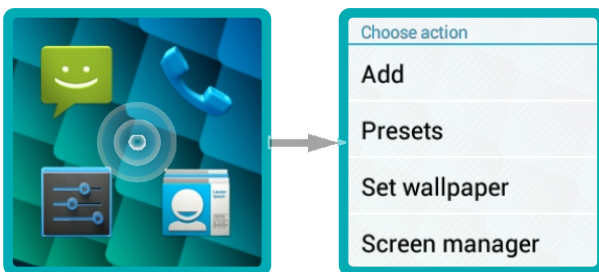 Choose action
Add
Presets
Set wallpaper
Screen manager